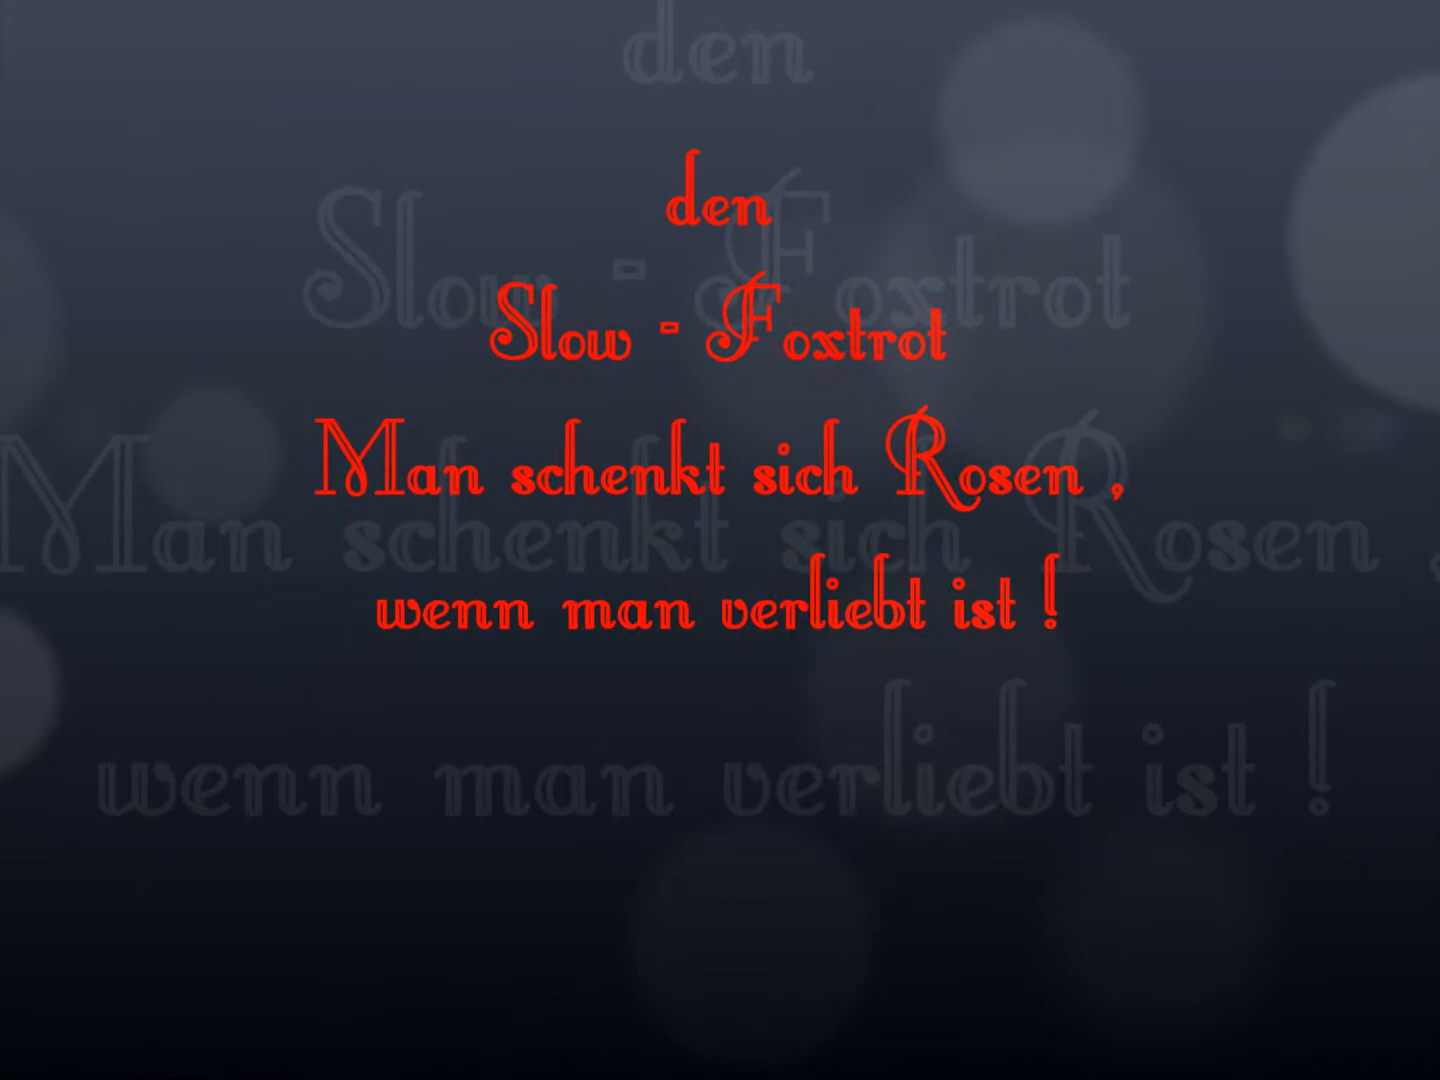 den
Slow - Foxtrot
Man schenkt sich Rosen ,
wenn man verliebt ist !